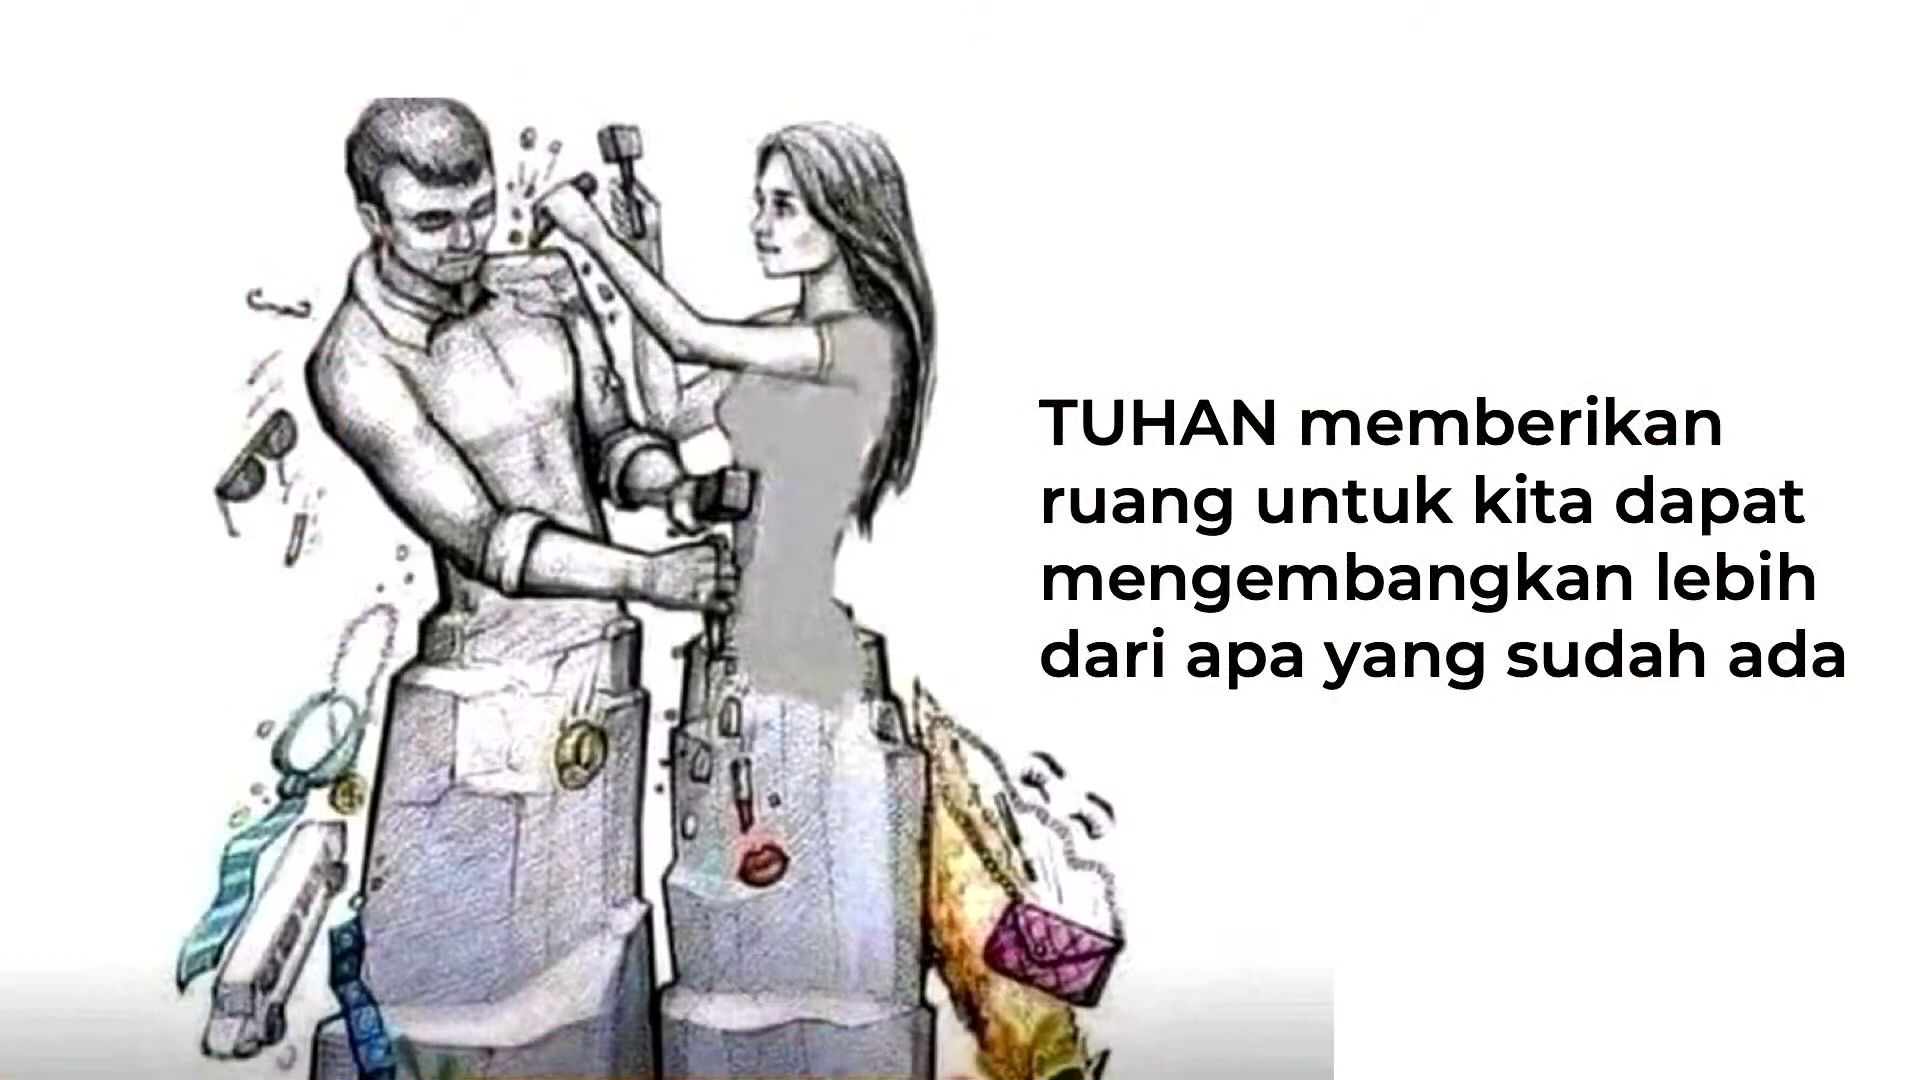 TUHAN memberikan
ruang untuk kita dapat
mengembangkan lebih
dari apa yang sudah ada